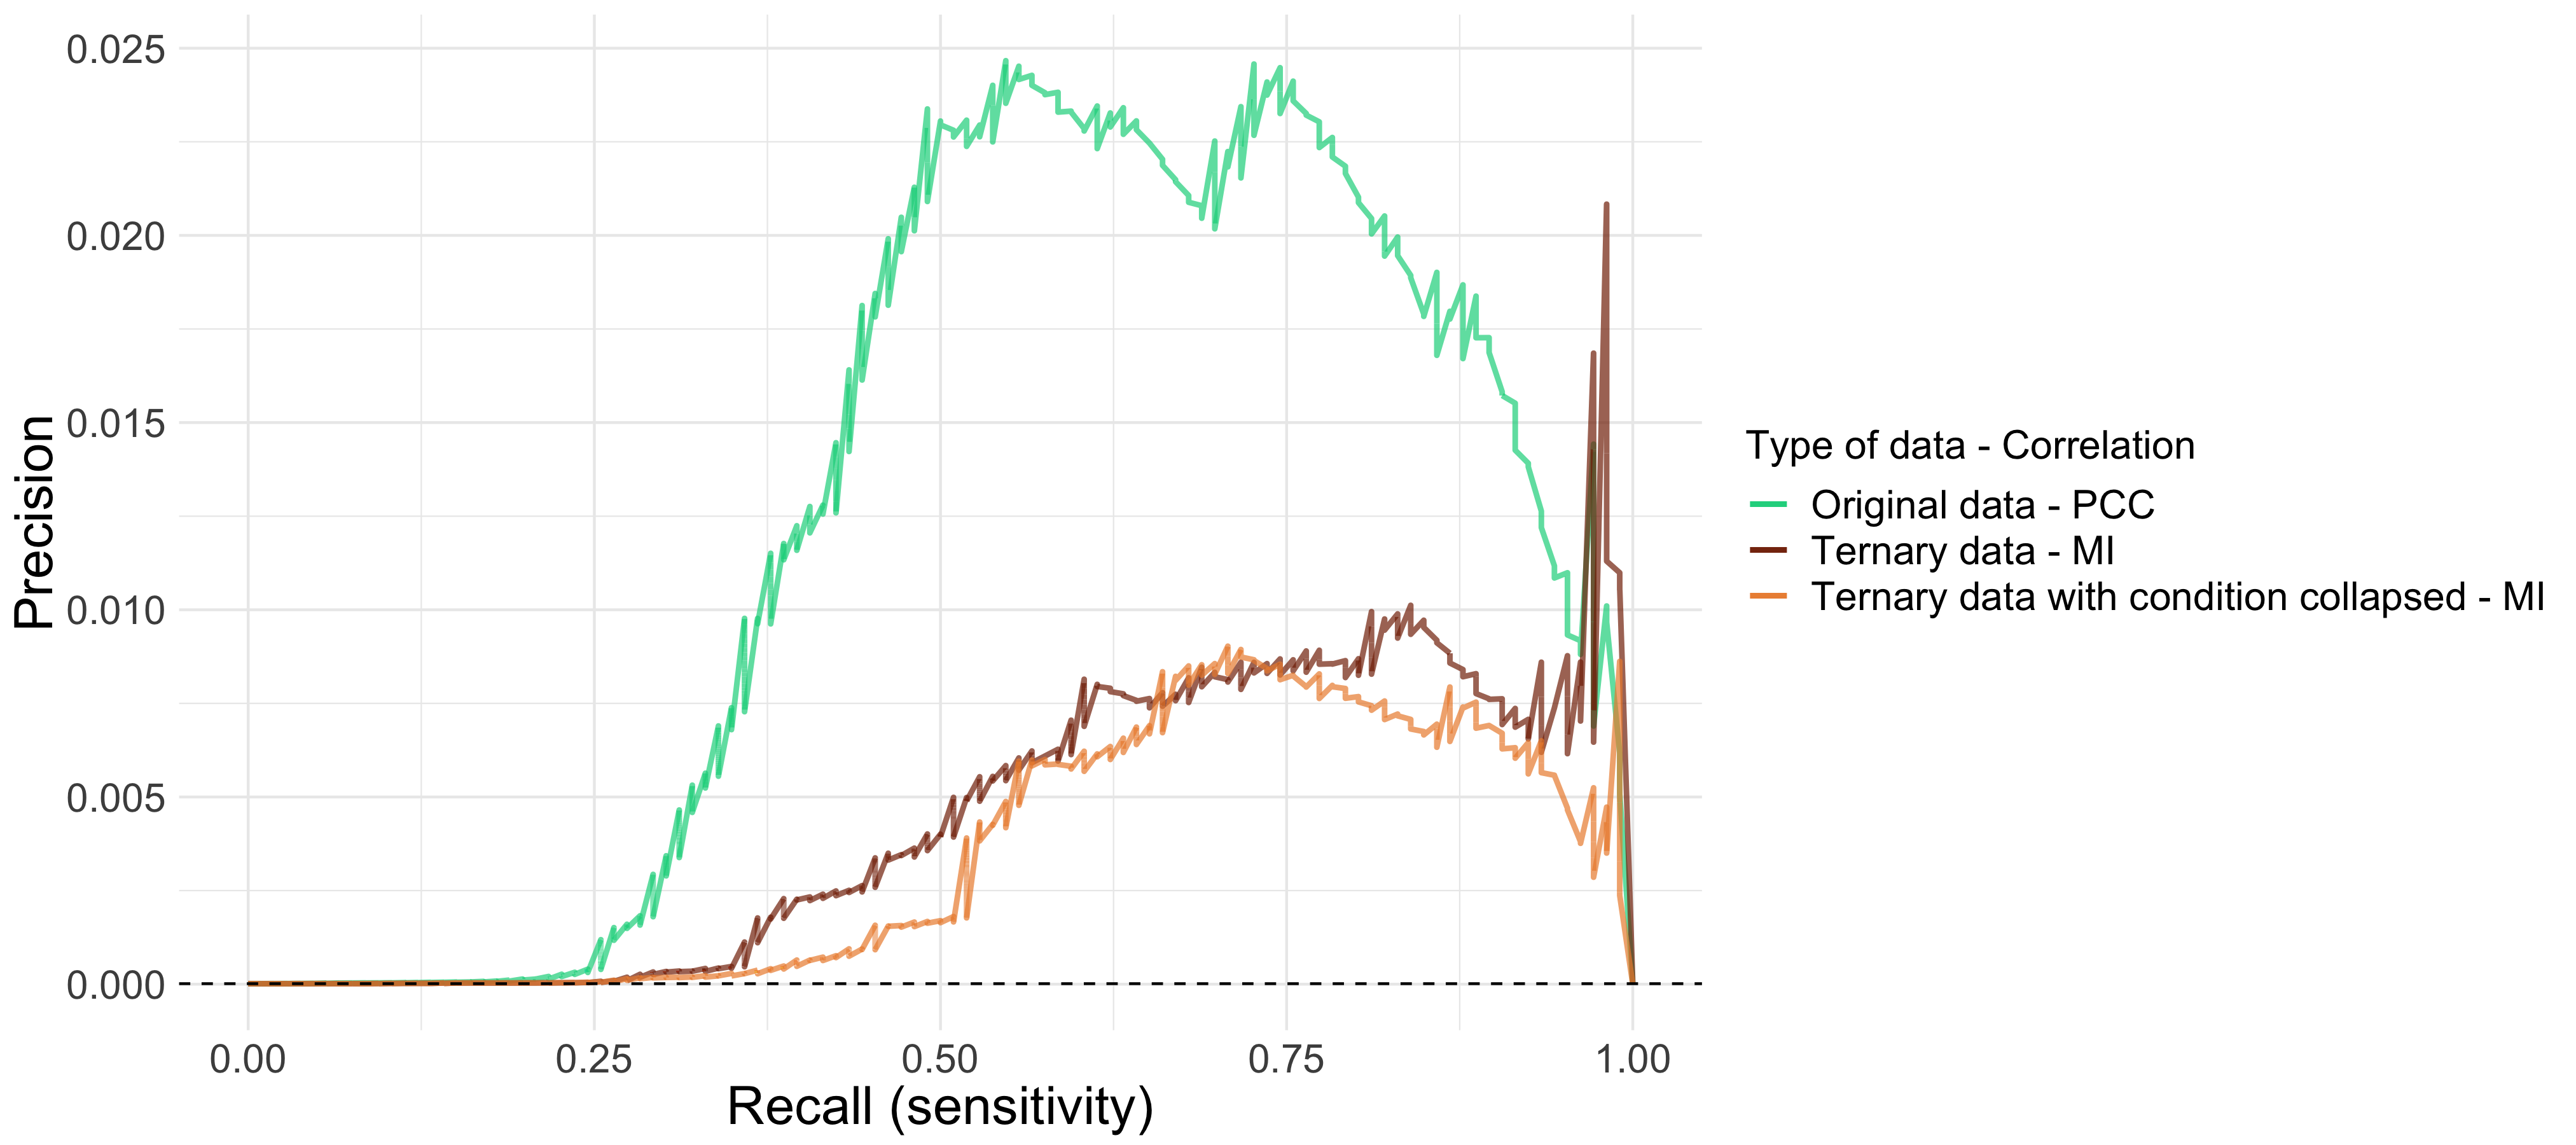 Precision
0.025
0.020
0.015
0.010
0.005
0.000
0.00 0.25 0.50 0.75 1.00
Recall (sensitivity)
Type of data - Correlation
Original data - PCC
Ternary data - MI
Ternary data with condition collapsed - MI